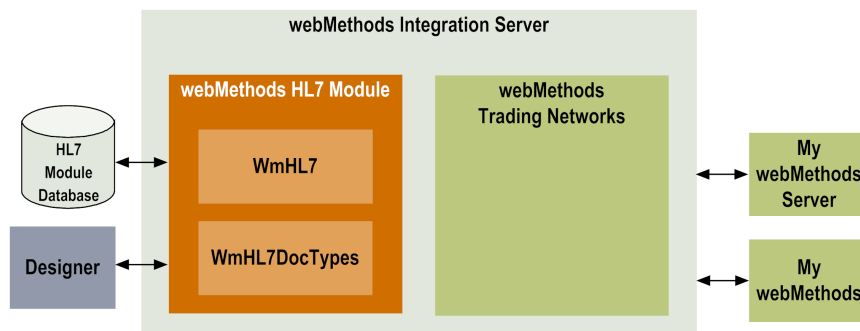 webMethods Integration Server
webMethods HL7 Module
WmHL7
WmHL7DocTypes
webMethods
Trading Networks
HL7
Module
Database
Designer
My
webMethods
Server
My
webMethods